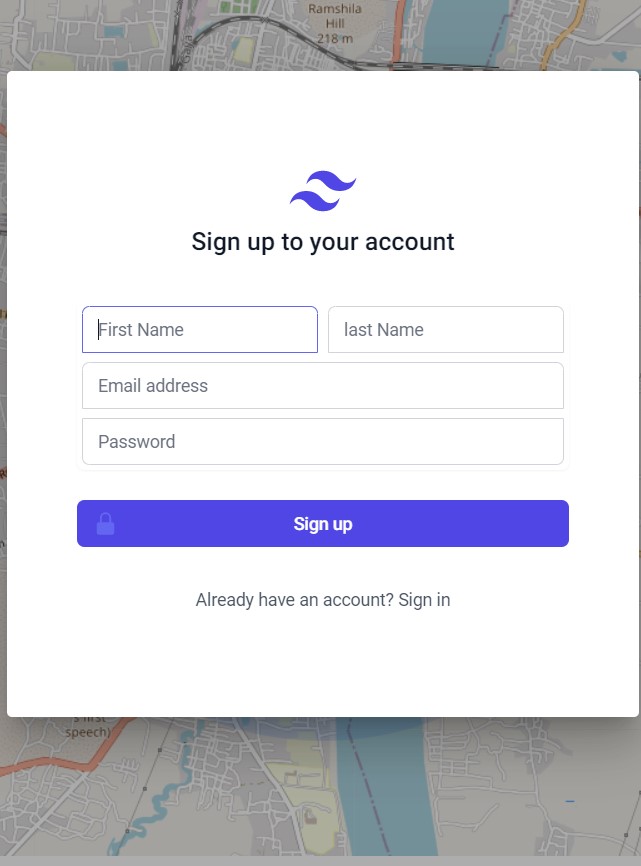 Ramshila
Hill
218 m
Gaya
Sign up to your account
First Name
last Name
Email address
Password
Sign up
Already have an account? Sign in
's first
speech)